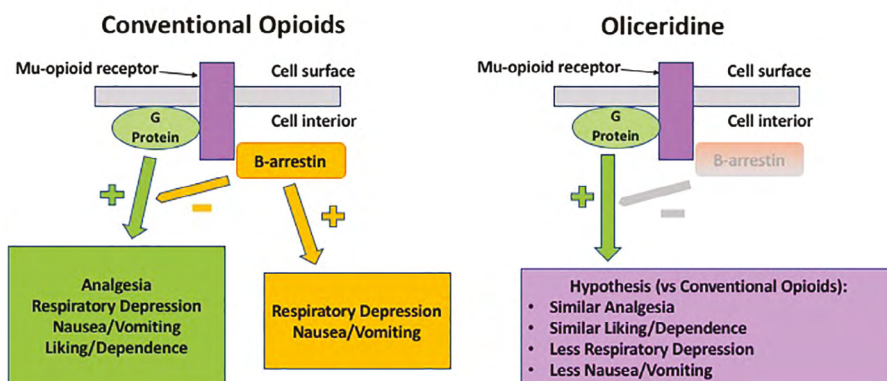 Conventional Opioids
Mu-opioid receptor
Cell surface
G
Protein
Cell interior
B-arrestin
+
-
+
Analgesia
Respiratory Depression
Nausea/Vomiting
Liking/Dependence
Respiratory Depression
Nausea/Vomiting
Oliceridine
Mu-opioid receptor
Cell surface
G
Protein
Cell interior
B-arrestin
+
-
Hypothesis (vs Conventional Opioids):
• Similar Analgesia
• Similar Liking/Dependence
• Less Respiratory Depression
• Less Nausea/Vomiting